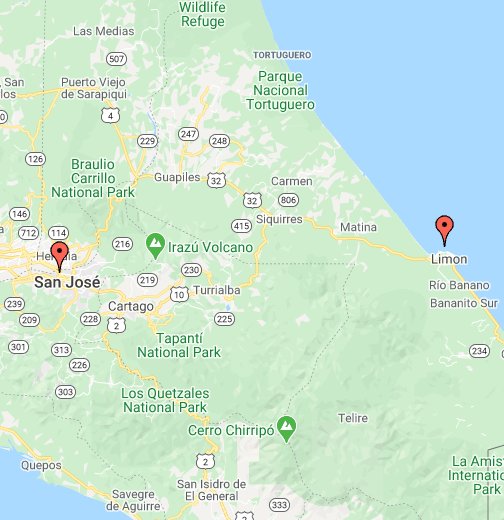 Wildlife
Refuge
Las Medias
507
TORTUGUERO
San
los
Puerto Viejo
de Sarapiqui
Parque
Nacional
Tortuguero
4
229
247
248
126
Braulio
Carrillo
National Park
Guapiles
32
Carmen
806
32
146
712
114
415
Siquirres
Matina
216
Irazú Volcano
Limon
San José
219
230
Turrialba
10
Río Banano
Bananito Sur
239
209
228
Cartago
2
225
301
313
226
Tapantí
National Park
234
303
Los Quetzales
National Park
Cerro Chirripó
Telire
2
Quepos
La Amis
Internation
Park
San Isidro de
El General
Savegre
de Aguirre
333